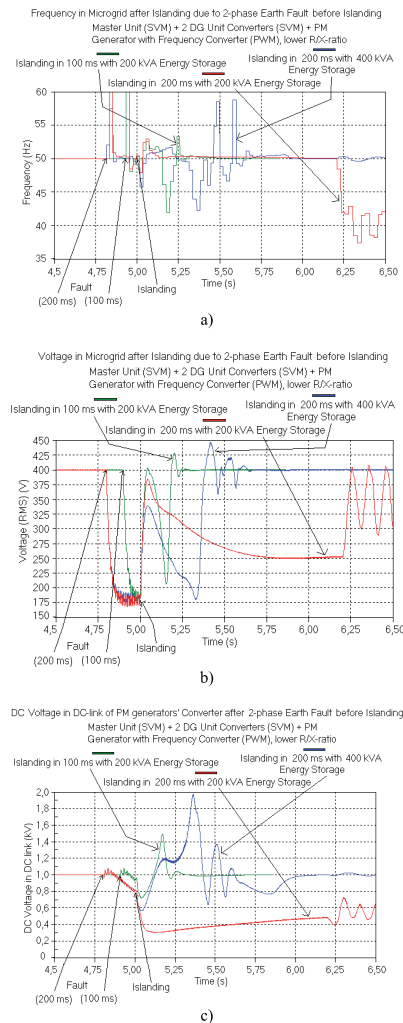 Frequency in Microgrid after Islanding due to 2-phase Earth Fault before Islanding
Master Unit (SVM) + 2 DG Unit Converters (SVM) + PM
Generator with Frequency Converter (PWM), lower R/X-ratio
Islanding in 100 ms with 200 kVA Energy Storage
Islanding in 200 ms with 400 kVA
Energy Storage
Islanding in 200 ms with 200 kVA Energy Storage
60
55
50
45
40
35
Frequency (Hz)
4,5 4,75 5,0 5,25 5,5 5,75 6,0 6,25 6,5
Time (s)
Fault
(200 ms) (100 ms)
Islanding
a)
Voltage in Microgrid after Islanding due to 2-phase Earth Fault before Islanding
Master Unit (SVM) + 2 DG Unit Converters (SVM) + PM
Generator with Frequency Converter (PWM), lower R/X-ratio
Islanding in 100 ms with 200 kVA Energy Storage
Islanding in 200 ms with 400 kVA
Energy Storage
Islanding in 200 ms with 200 kVA Energy Storage
450
425
400
375
350
325
300
275
250
225
200
175
150
Voltage (RMS) (V)
4,5 4,75 5,0 5,25 5,5 5,75 6,0 6,25 6,5
Time (s)
Fault
(200 ms) (100 ms)
Islanding
b)
DC Voltage in DC-link of PM generators' Converter after 2-phase Earth Fault before Islanding
Master Unit (SVM) + 2 DG Unit Converters (SVM) + PM
Generator with Frequency Converter (PWM), lower R/X-ratio
Islanding in 100 ms with 200 kVA Energy Storage
Islanding in 200 ms with 400 kVA
Energy Storage
Islanding in 200 ms with 200 kVA Energy Storage
2,0
1,8
1,6
1,4
1,2
1,0
0,8
0,6
0,4
0,2
0
DC Voltage in DC link (kV)
4,5 4,75 5,0 5,25 5,5 5,75 6,0 6,25 6,5
Time (s)
Fault
(200 ms) (100 ms)
Islanding
c)